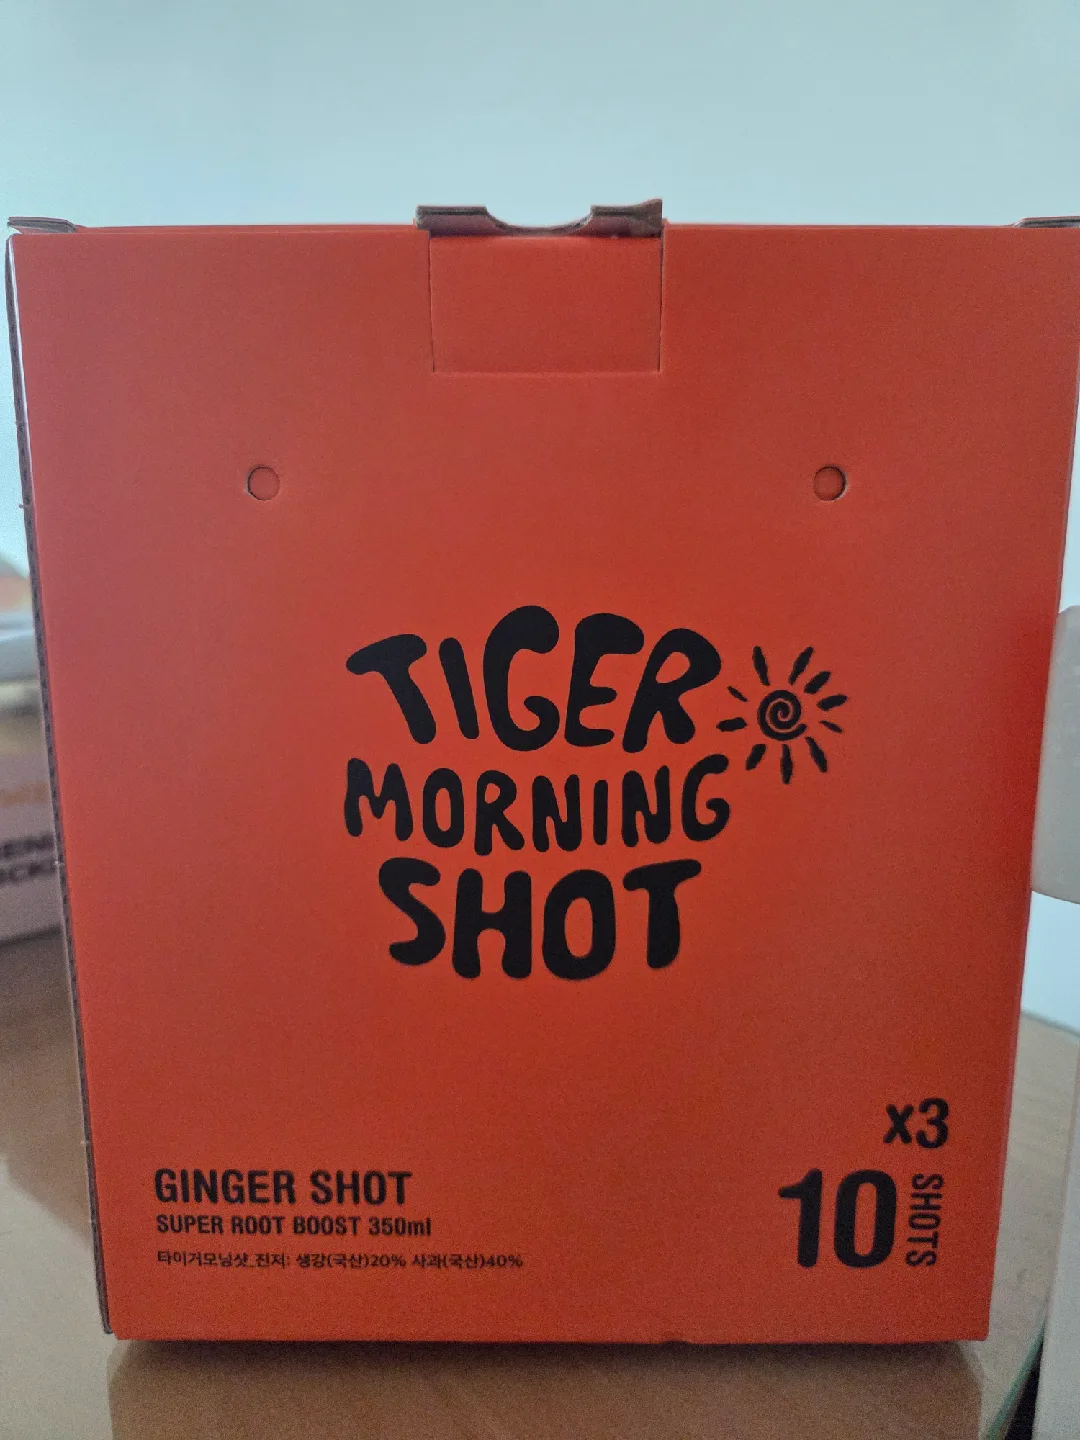 TIGER
MORNING
SHOT
x3
10 SHOTS
GINGER SHOT
SUPER ROOT BOOST 350ml
타이거모닝샷_진저: 생강(국산)20% 사과(국산)40%